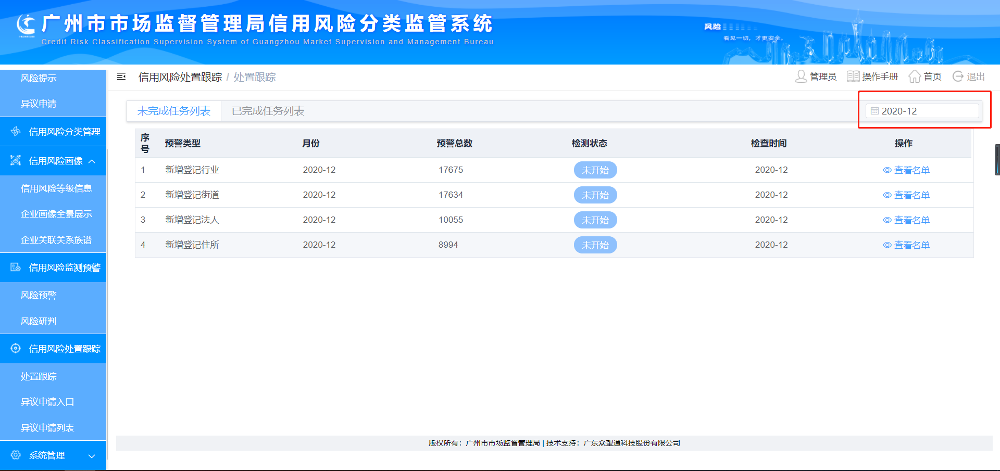 广州市市场监督管理局信用风险分类监管系统
Credit Risk Classification Supervision System of Guangzhou Market Supervision and Management Bureau
风险
看见一切，才更安全。
风险提示
异议申请
信用风险分类管理
信用风险画像
信用风险等级信息
企业画像全景展示
企业关联关系族谱
信用风险监测预警
风险预警
风险研判
信用风险处置跟踪
处置跟踪
异议申请入口
异议申请列表
系统管理
信用风险处置跟踪 / 处置跟踪
管理员 操作手册 首页 退出
未完成任务列表 已完成任务列表 2020-12
序号 预警类型 月份 预警总数 检测状态 检查时间 操作
1 新增登记行业 2020-12 17675 未开始 2020-12 查看名单
2 新增登记街道 2020-12 17634 未开始 2020-12 查看名单
3 新增登记法人 2020-12 10055 未开始 2020-12 查看名单
4 新增登记住所 2020-12 8994 未开始 2020-12 查看名单
版权所有：广州市市场监督管理局 | 技术支持：广东众望通科技股份有限公司